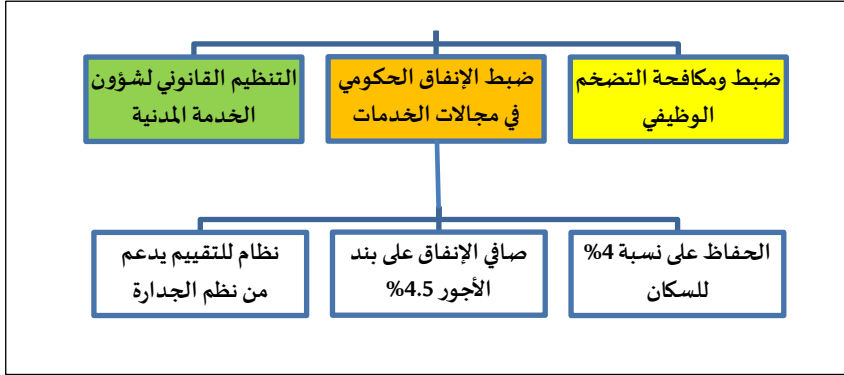 ضبط ومكافحة التضخم
الوظيفي
ضبط الإنفاق الحكومي
في مجالات الخدمات
التنظيم القانوني لشؤون
الخدمة المدنية
الحفاظ على نسبة 4%
للسكان
صافي الإنفاق على بند
الأجور 4.5%
نظام للتقييم يدعم
من نظم الجدارة